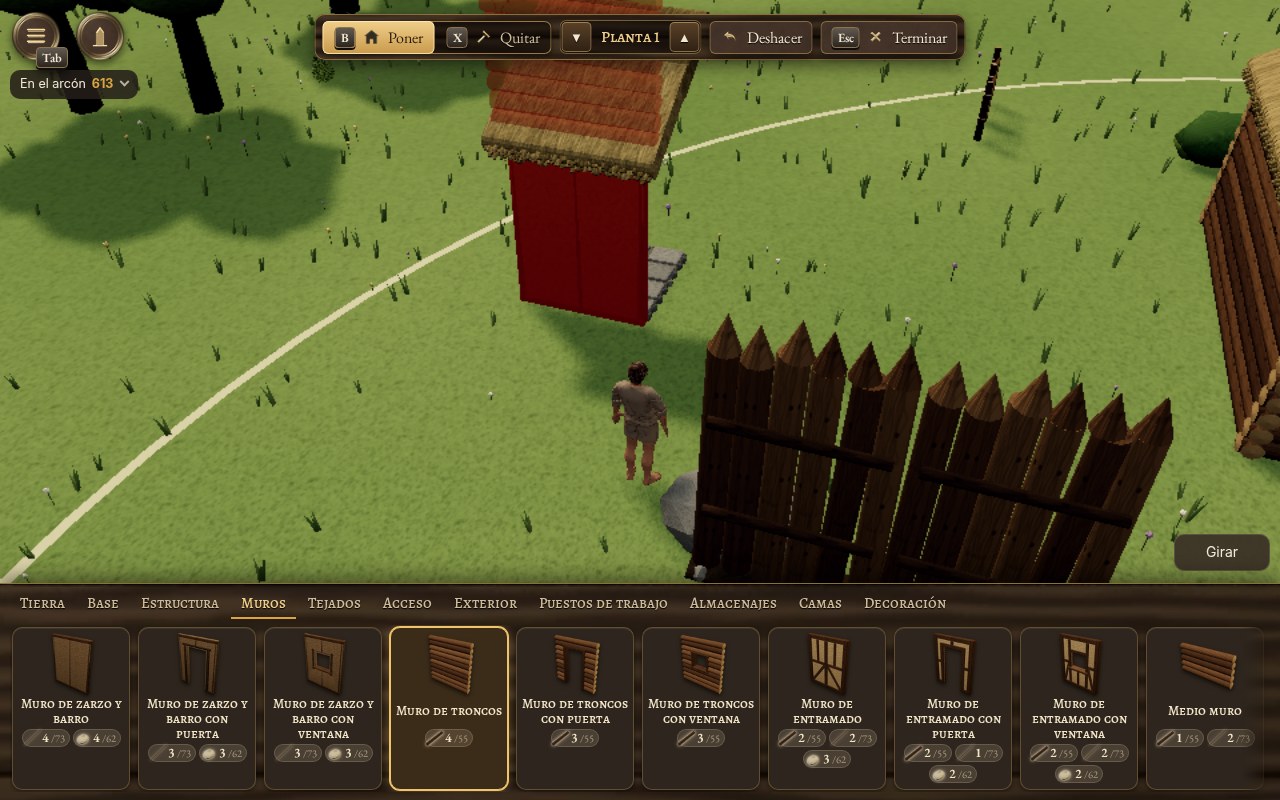 B Poner X Quitar ▼ Planta 1 ▲ Deshacer Esc ✕ Terminar
Tab
En el arcón 613
Girar
Tierra Base Estructura Muros Tejados Acceso Exterior Puestos de trabajo Almacenajes Camas Decoración
Muro de zarzo y barro
4/73 4/62
Muro de zarzo y barro con puerta
3/73 3/62
Muro de zarzo y barro con ventana
3/73 3/62
Muro de troncos
4/55
Muro de troncos con puerta
3/55
Muro de troncos con ventana
3/55
Muro de entramado
2/55 2/73
3/62
Muro de entramado con puerta
2/55 1/73
2/62
Muro de entramado con ventana
2/55 2/73
2/62
Medio muro
1/55 2/73